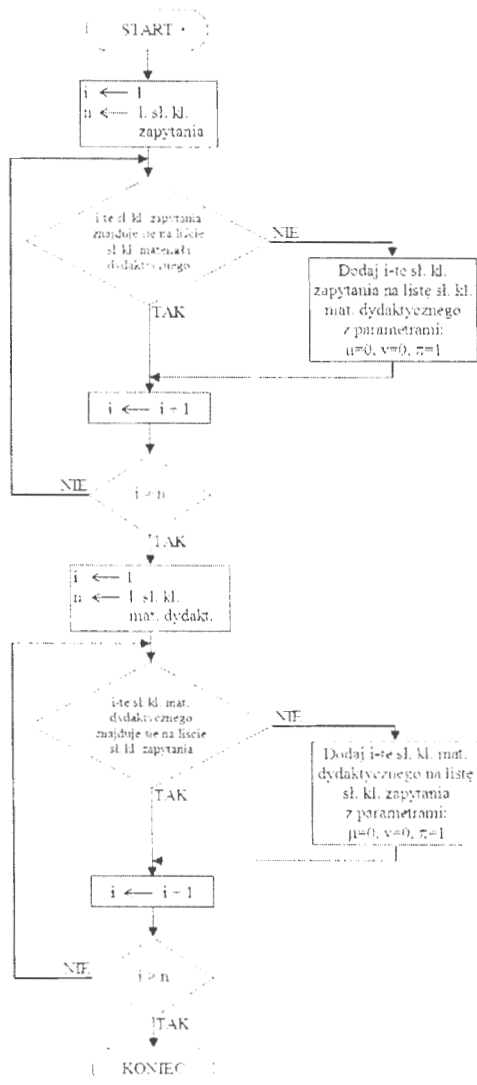 START
i ← 1
n ← l. sł. kl.
zapytania
i-te sł. kl. zapytania
znajduje się na liście
sł. kl. materiału
dydaktycznego
NIE
Dodaj i-te sł. kl.
zapytania na listę sł. kl.
mat. dydaktycznego
z parametrami:
μ=0, ν=0, π=1
TAK
i ← i + 1
NIE
i > n
TAK
i ← 1
n ← l. sł. kl.
mat. dydakt.
i-te sł. kl. mat.
dydaktycznego
znajduje się na liście
sł. kl. zapytania
NIE
Dodaj i-te sł. kl. mat.
dydaktycznego na listę
sł. kl. zapytania
z parametrami:
μ=0, ν=0, π=1
TAK
i ← i + 1
NIE
i > n
TAK
KONIEC